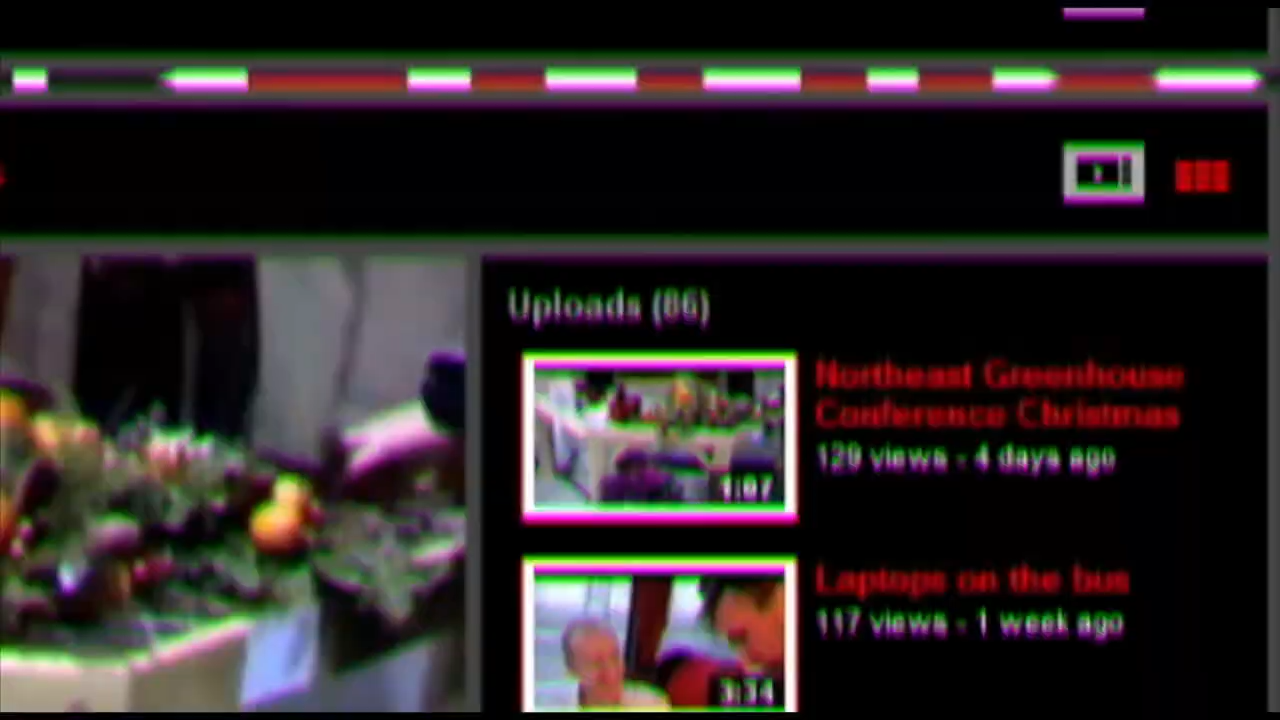 Uploads (86)
Northeast Greenhouse
Conference Christmas
129 views - 4 days ago
1:07
Laptops on the bus
117 views - 1 week ago
3:34